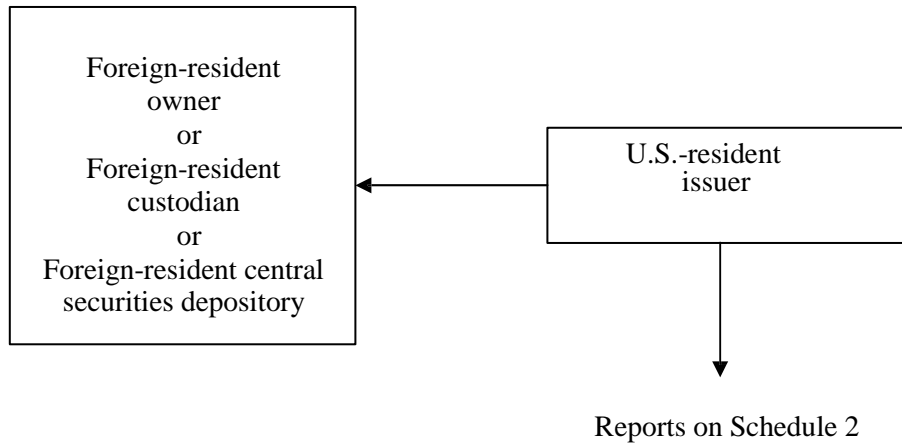 Foreign-resident
owner
or
Foreign-resident
custodian
or
Foreign-resident central
securities depository
U.S.-resident
issuer
Reports on Schedule 2